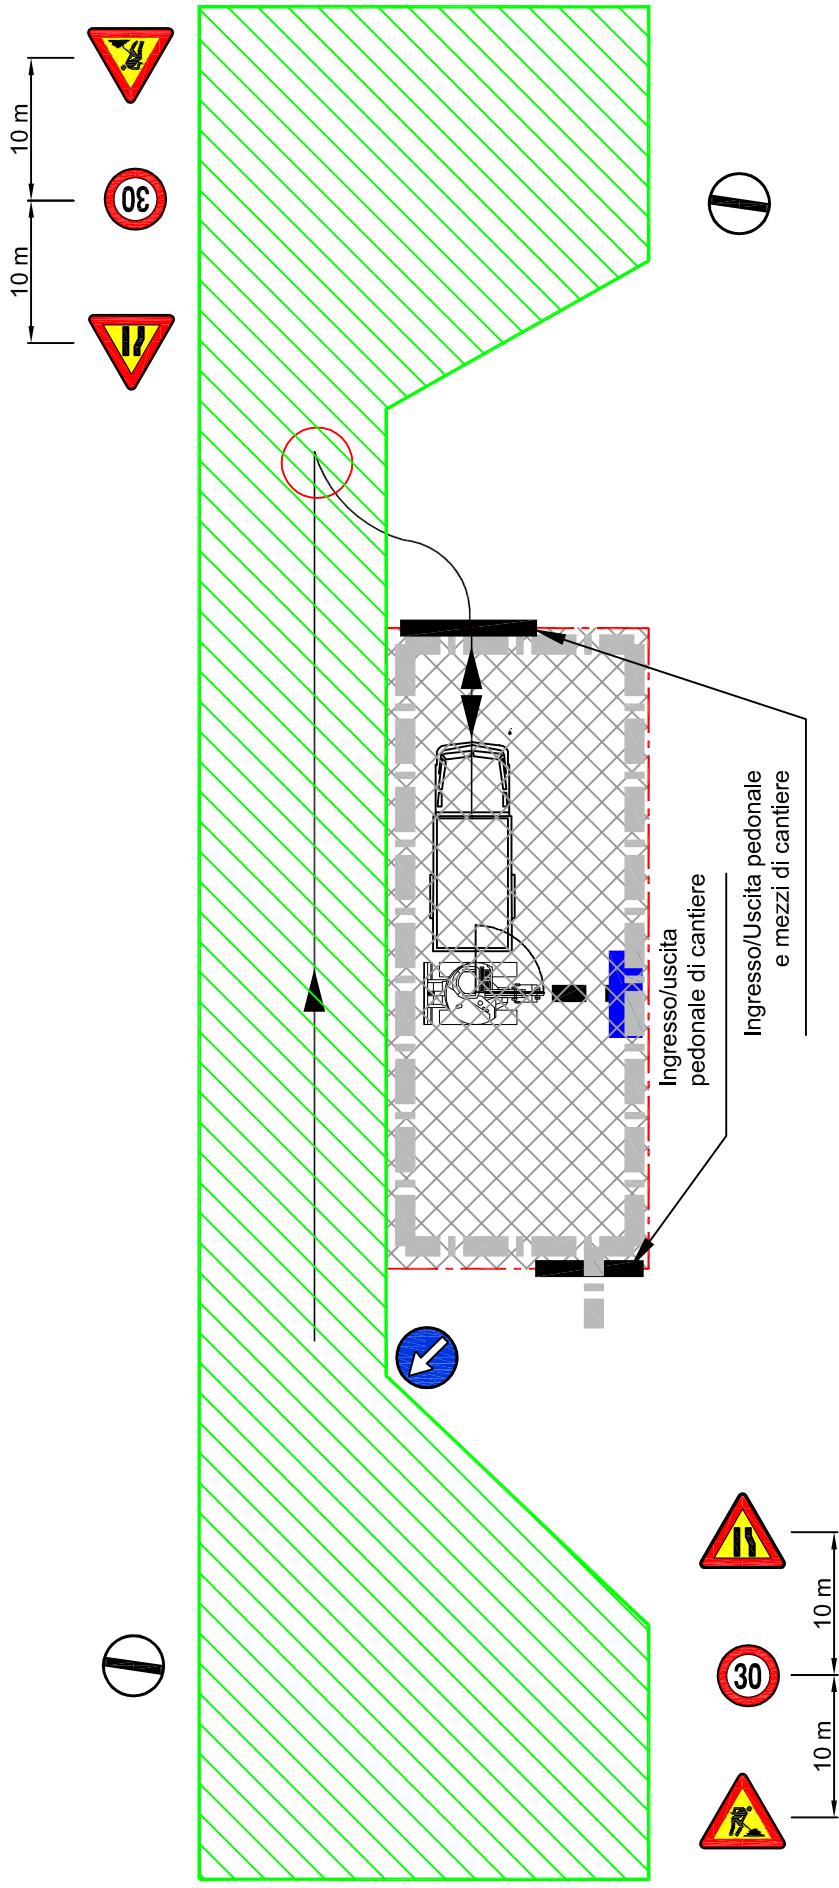 10 m
30
10 m
Ingresso/Uscita pedonale
e mezzi di cantiere
Ingresso/uscita
pedonale di cantiere
10 m
30
10 m